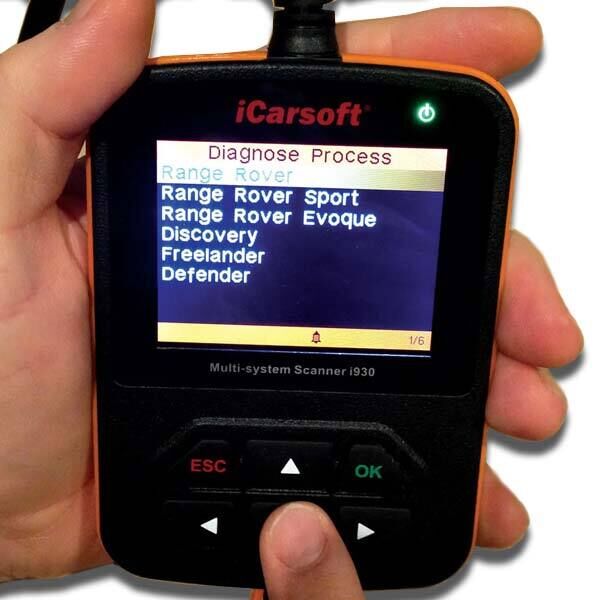 iCarsoft®
Diagnose Process
Range Rover
Range Rover Sport
Range Rover Evoque
Discovery
Freelander
Defender
1/6
Multi-system Scanner i930
ESC
OK